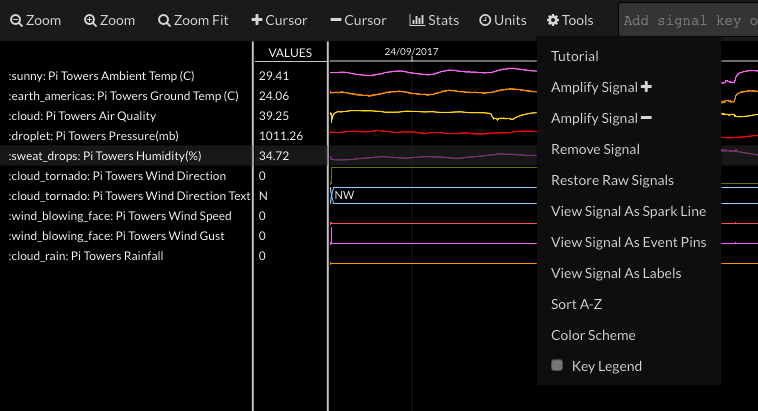 Zoom Zoom Zoom Fit Cursor Cursor Stats Units Tools Add signal key o
VALUES 24/09/2017
:sunny: Pi Towers Ambient Temp (C) 29.41
:earth_americas: Pi Towers Ground Temp (C) 24.06
:cloud: Pi Towers Air Quality 39.25
:droplet: Pi Towers Pressure(mb) 1011.26
:sweat_drops: Pi Towers Humidity(%) 34.72
:cloud_tornado: Pi Towers Wind Direction 0
:cloud_tornado: Pi Towers Wind Direction Text N NW
:wind_blowing_face: Pi Towers Wind Speed 0
:wind_blowing_face: Pi Towers Wind Gust 0
:cloud_rain: Pi Towers Rainfall 0
Tutorial
Amplify Signal +
Amplify Signal −
Remove Signal
Restore Raw Signals
View Signal As Spark Line
View Signal As Event Pins
View Signal As Labels
Sort A-Z
Color Scheme
Key Legend